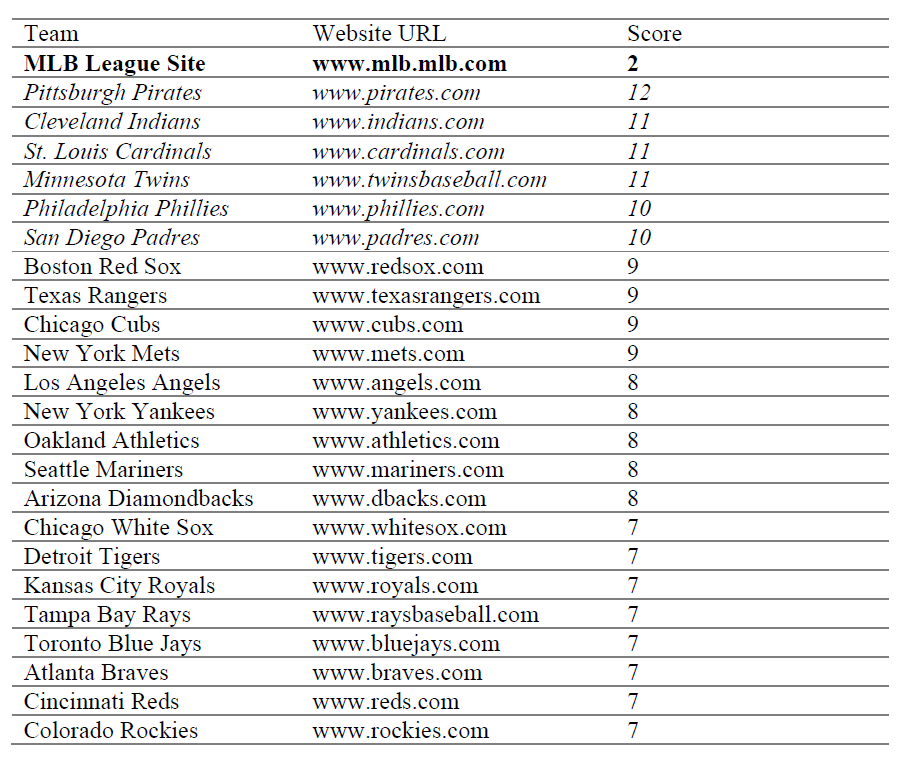 Team Website URL Score
MLB League Site www.mlb.mlb.com 2
Pittsburgh Pirates www.pirates.com 12
Cleveland Indians www.indians.com 11
St. Louis Cardinals www.cardinals.com 11
Minnesota Twins www.twinsbaseball.com 11
Philadelphia Phillies www.phillies.com 10
San Diego Padres www.padres.com 10
Boston Red Sox www.redsox.com 9
Texas Rangers www.texasrangers.com 9
Chicago Cubs www.cubs.com 9
New York Mets www.mets.com 9
Los Angeles Angels www.angels.com 8
New York Yankees www.yankees.com 8
Oakland Athletics www.athletics.com 8
Seattle Mariners www.mariners.com 8
Arizona Diamondbacks www.dbacks.com 8
Chicago White Sox www.whitesox.com 7
Detroit Tigers www.tigers.com 7
Kansas City Royals www.royals.com 7
Tampa Bay Rays www.raysbaseball.com 7
Toronto Blue Jays www.bluejays.com 7
Atlanta Braves www.braves.com 7
Cincinnati Reds www.reds.com 7
Colorado Rockies www.rockies.com 7